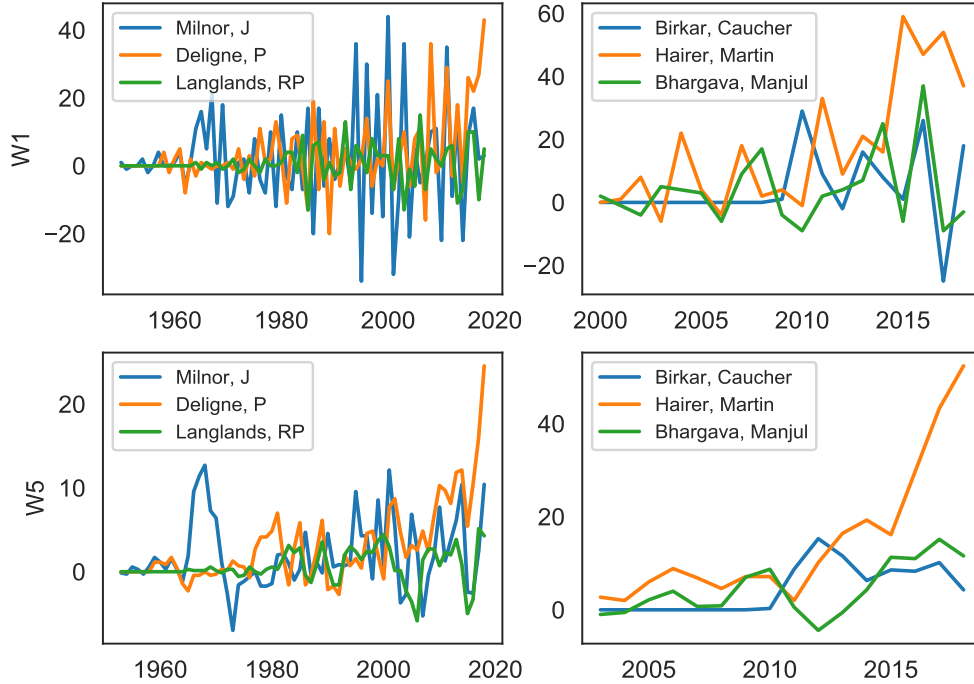 W1
40
20
0
−20
Milnor, J
Deligne, P
Langlands, RP
1960 1980 2000 2020
60
40
20
0
−20
Birkar, Caucher
Hairer, Martin
Bhargava, Manjul
2000 2005 2010 2015
W5
20
10
0
Milnor, J
Deligne, P
Langlands, RP
1960 1980 2000 2020
40
20
0
Birkar, Caucher
Hairer, Martin
Bhargava, Manjul
2005 2010 2015